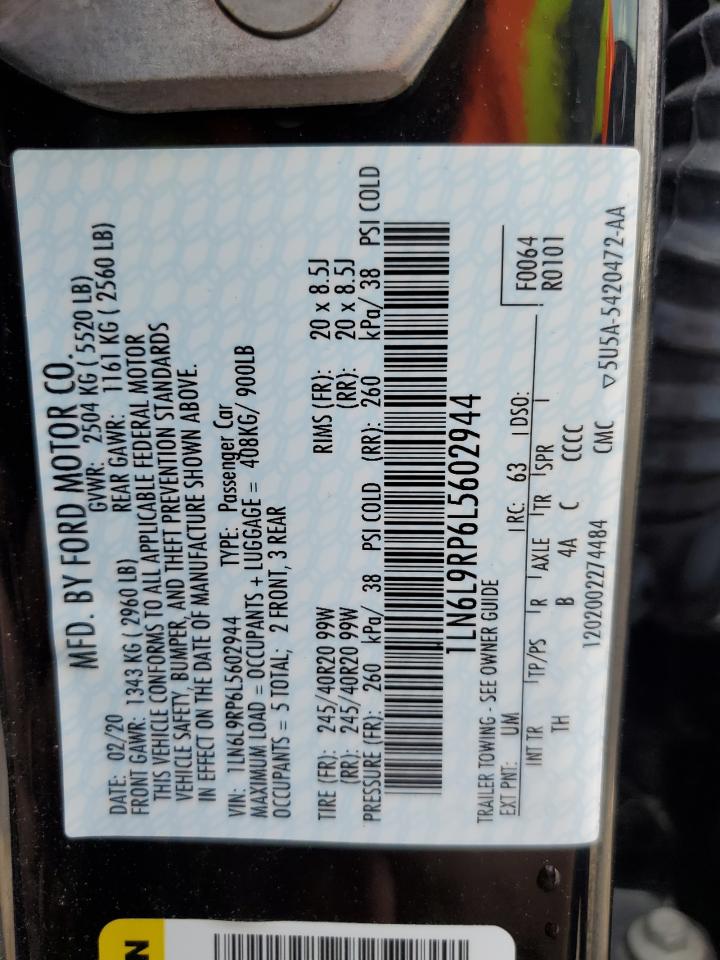 MFD. BY FORD MOTOR CO.
DATE: 02/20 GVWR: 2504 KG ( 5520 LB)
FRONT GAWR: 1343 KG ( 2960 LB) REAR GAWR: 1161 KG ( 2560 LB)
THIS VEHICLE CONFORMS TO ALL APPLICABLE FEDERAL MOTOR
VEHICLE SAFETY, BUMPER, AND THEFT PREVENTION STANDARDS
IN EFFECT ON THE DATE OF MANUFACTURE SHOWN ABOVE.
VIN: 1LN6L9RP6L5602944 TYPE: Passenger Car
MAXIMUM LOAD = OCCUPANTS + LUGGAGE = 408KG/ 900LB
OCCUPANTS = 5 TOTAL; 2 FRONT, 3 REAR
TIRE (FR): 245/40R20 99W RIMS (FR): 20 x 8.5J
(RR): 245/40R20 99W (RR): 20 x 8.5J
PRESSURE (FR): 260 kPa/ 38 PSI COLD (RR): 260 kPa/ 38 PSI COLD
1LN6L9RP6L5602944
TRAILER TOWING - SEE OWNER GUIDE
EXT PNT: UM RC: 63 DSO: F0064
INT TR TP/PS R AXLE TR SPR R0101
TH B 4A C CCCC
1202002274484 CMC ▽5U5A-5420472-AA
N